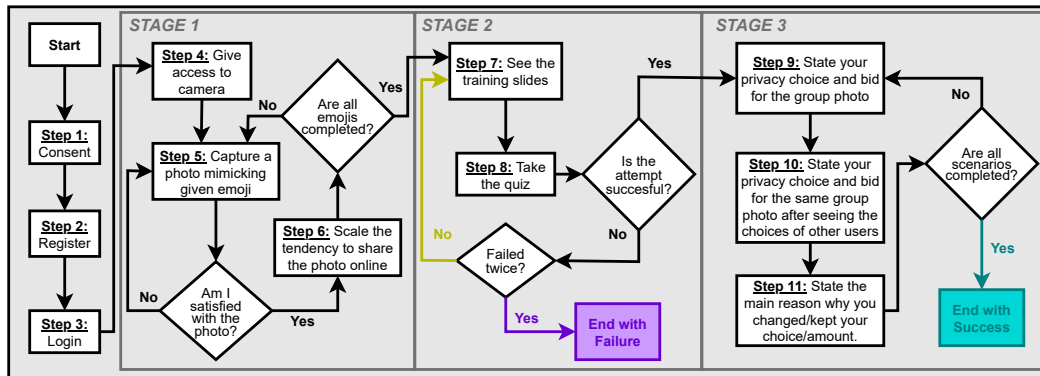 STAGE 1
STAGE 2
STAGE 3
Start
Step 1:
Consent
Step 2:
Register
Step 3:
Login
Step 4: Give
access to
camera
No
Are all
emojis
completed?
Yes
Step 5: Capture a
photo mimicking
given emoji
Step 6: Scale the
tendency to share
the photo online
No
Am I
satisfied with
the photo?
Yes
Step 7: See the
training slides
Step 8: Take
the quiz
Is the
attempt
succesful?
Yes
No
No
Failed
twice?
Yes
End with
Failure
Step 9: State your
privacy choice and bid
for the group photo
Step 10: State your
privacy choice and bid
for the same group
photo after seeing the
choices of other users
Step 11: State the
main reason why you
changed/kept your
choice/amount.
No
Are all
scenarios
completed?
Yes
End with
Success